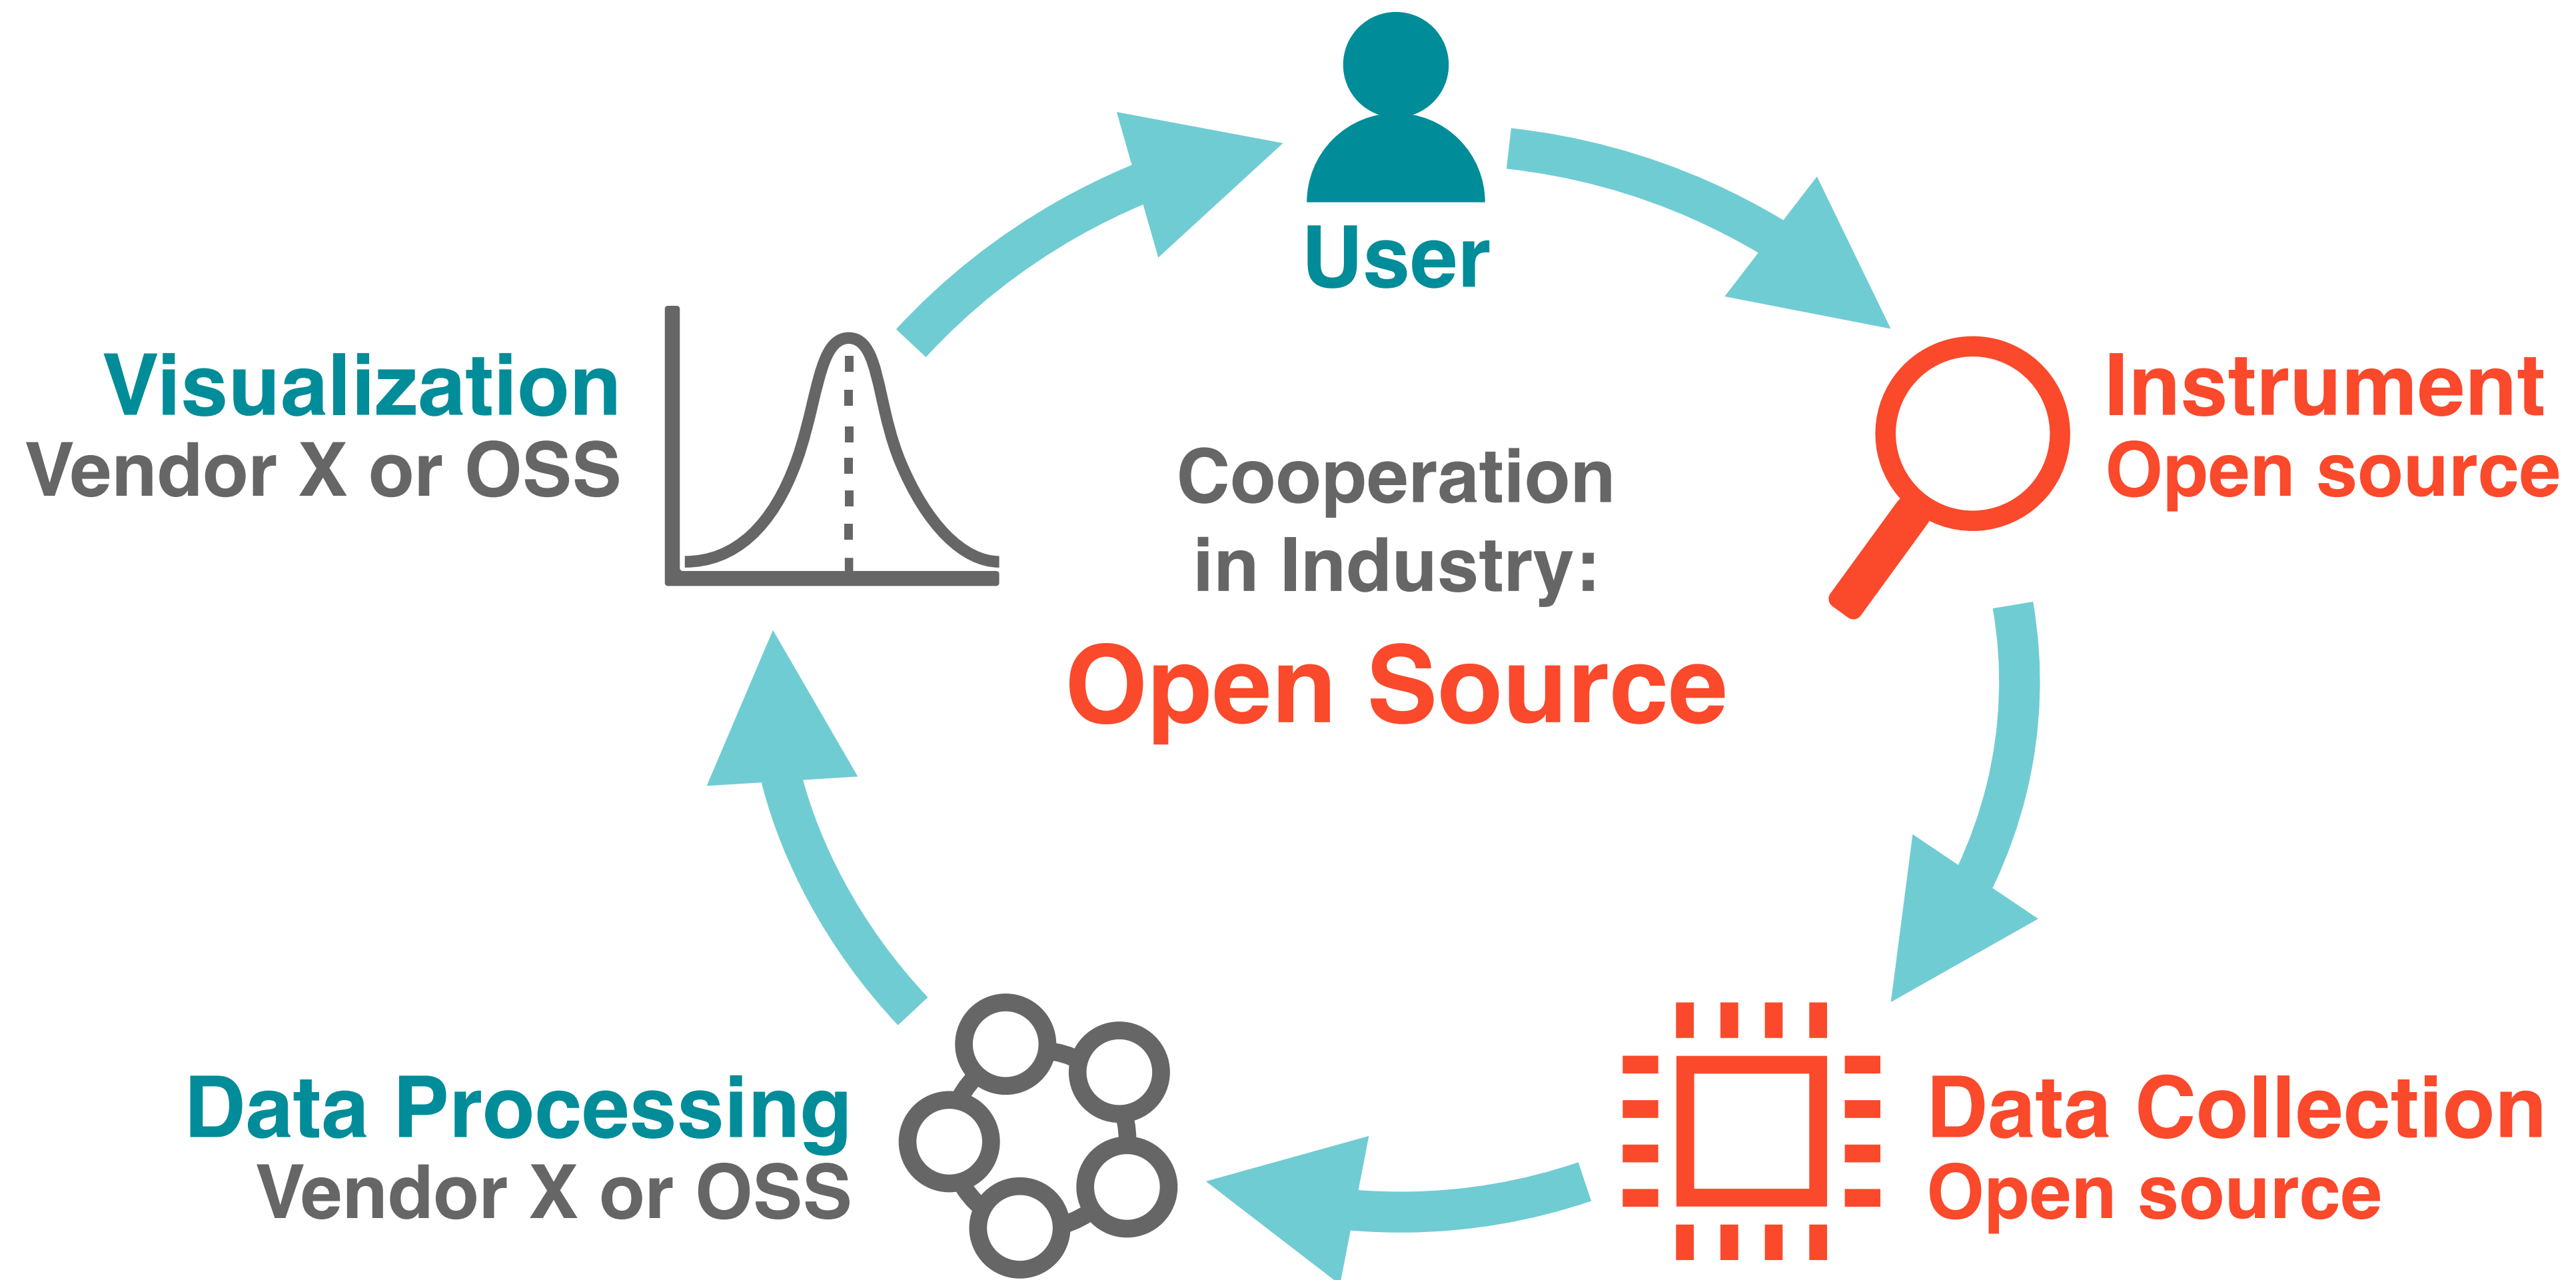 User
Visualization
Vendor X or OSS
Instrument
Open source
Cooperation
in Industry:
Open Source
Data Processing
Vendor X or OSS
Data Collection
Open source